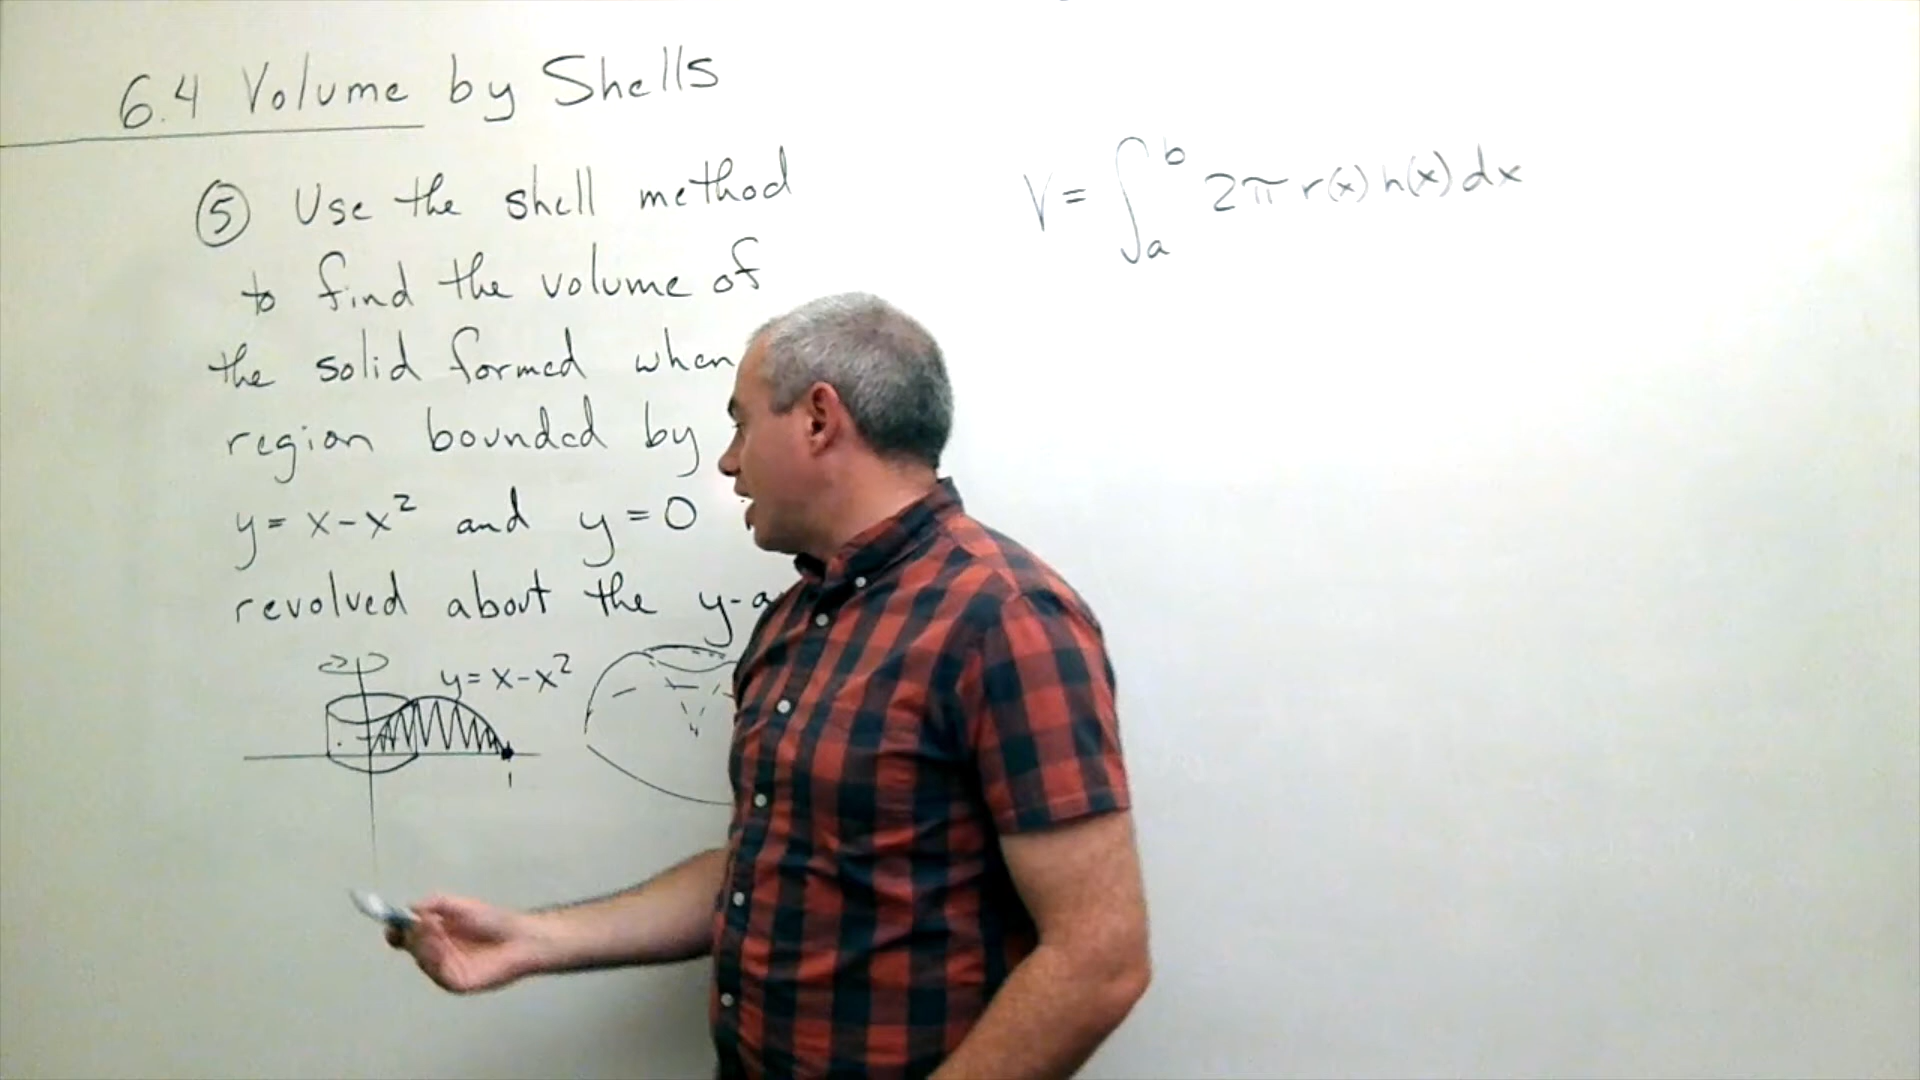 6.4 Volume by Shells
⑤ Use the shell method
to find the volume of
the solid formed when
region bounded by
y = x - x²  and  y = 0
revolved about the y-a
y = x - x²
1
V = ∫_a^b 2π r(x) h(x) dx